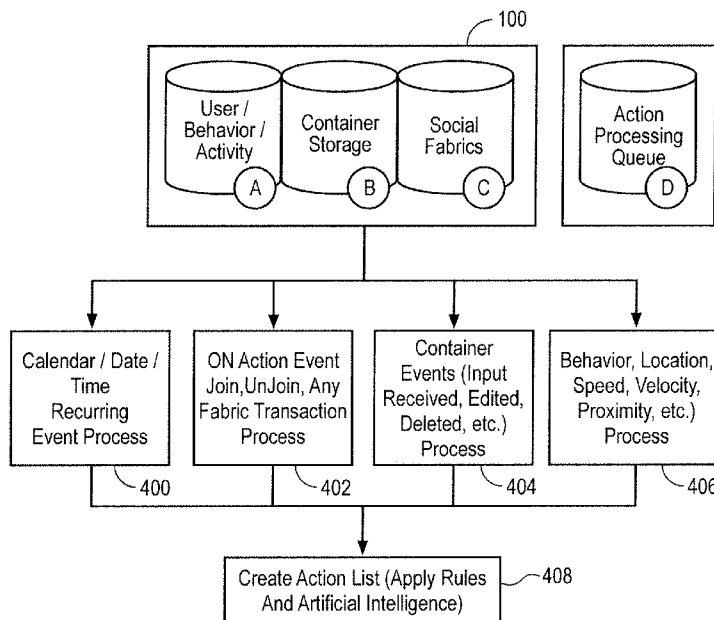 100
User /
Behavior /
Activity
A
Container
Storage
B
Social
Fabrics
C
Action
Processing
Queue
D
Calendar / Date /
Time
Recurring
Event Process
400
ON Action Event
Join,UnJoin, Any
Fabric Transaction
Process
402
Container
Events (Input
Received, Edited,
Deleted, etc.)
Process
404
Behavior, Location,
Speed, Velocity,
Proximity, etc.)
Process
406
Create Action List (Apply Rules
And Artificial Intelligence)
408